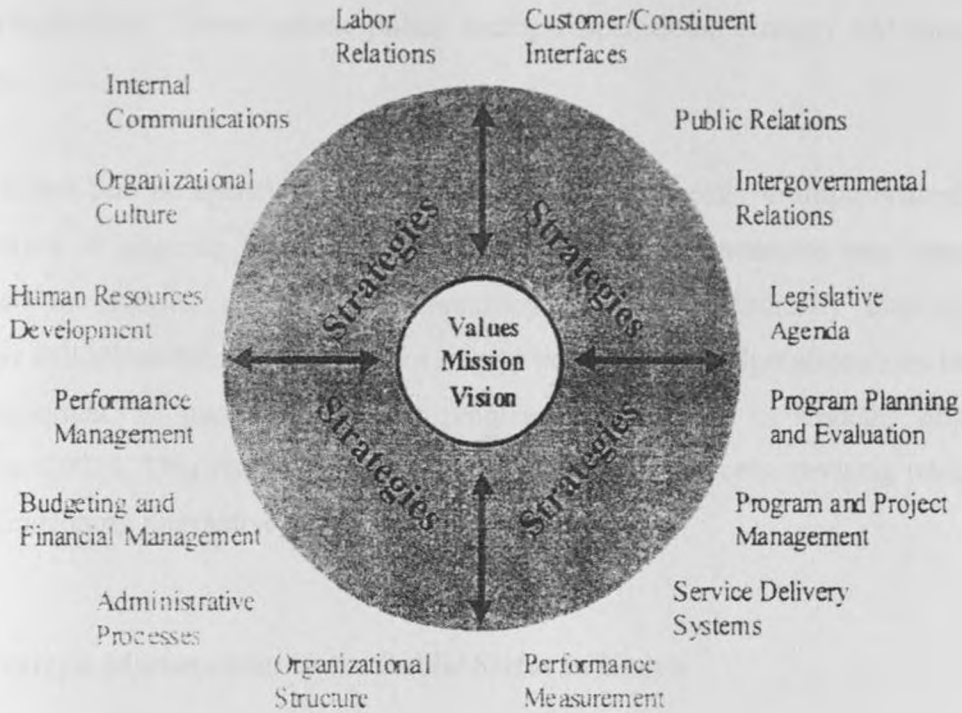 Labor
Relations
Customer/Constituent
Interfaces
Internal
Communications
Public Relations
Organizational
Culture
Intergovernmental
Relations
Strategies
Strategies
Human Resources
Development
Values
Mission
Vision
Legislative
Agenda
Performance
Management
Program Planning
and Evaluation
Strategies
Strategies
Budgeting and
Financial Management
Program and Project
Management
Administrative
Processes
Service Delivery
Systems
Organizational
Structure
Performance
Measurement